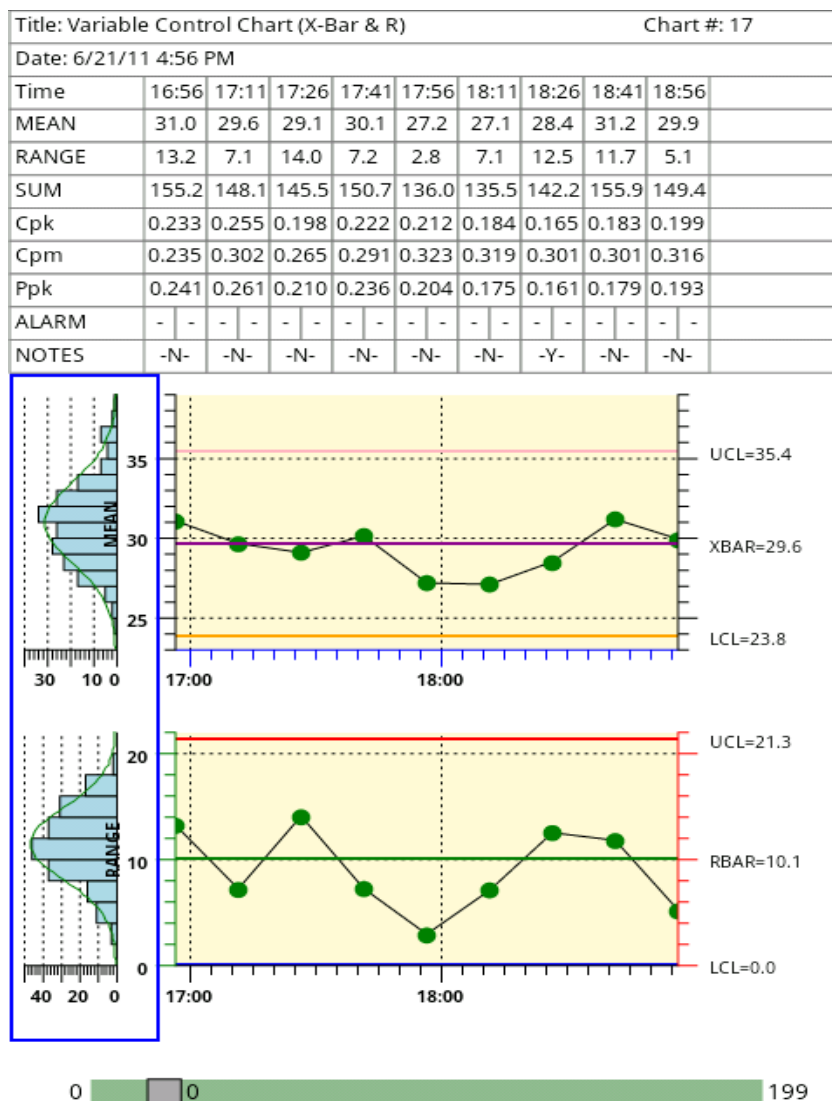 Title: Variable Control Chart (X-Bar & R) Chart #: 17
Date: 6/21/11 4:56 PM
Time 16:56 17:11 17:26 17:41 17:56 18:11 18:26 18:41 18:56
MEAN 31.0 29.6 29.1 30.1 27.2 27.1 28.4 31.2 29.9
RANGE 13.2 7.1 14.0 7.2 2.8 7.1 12.5 11.7 5.1
SUM 155.2 148.1 145.5 150.7 136.0 135.5 142.2 155.9 149.4
Cpk 0.233 0.255 0.198 0.222 0.212 0.184 0.165 0.183 0.199
Cpm 0.235 0.302 0.265 0.291 0.323 0.319 0.301 0.301 0.316
Ppk 0.241 0.261 0.210 0.236 0.204 0.175 0.161 0.179 0.193
ALARM - - - - - - - - - - - - - - - - - -
NOTES -N- -N- -N- -N- -N- -N- -Y- -N- -N-
UCL=35.4
35
MEAN
30
XBAR=29.6
25
LCL=23.8
30 10 0 17:00 18:00
UCL=21.3
20
RANGE
10
RBAR=10.1
0
LCL=0.0
40 20 0 17:00 18:00
0 0 199